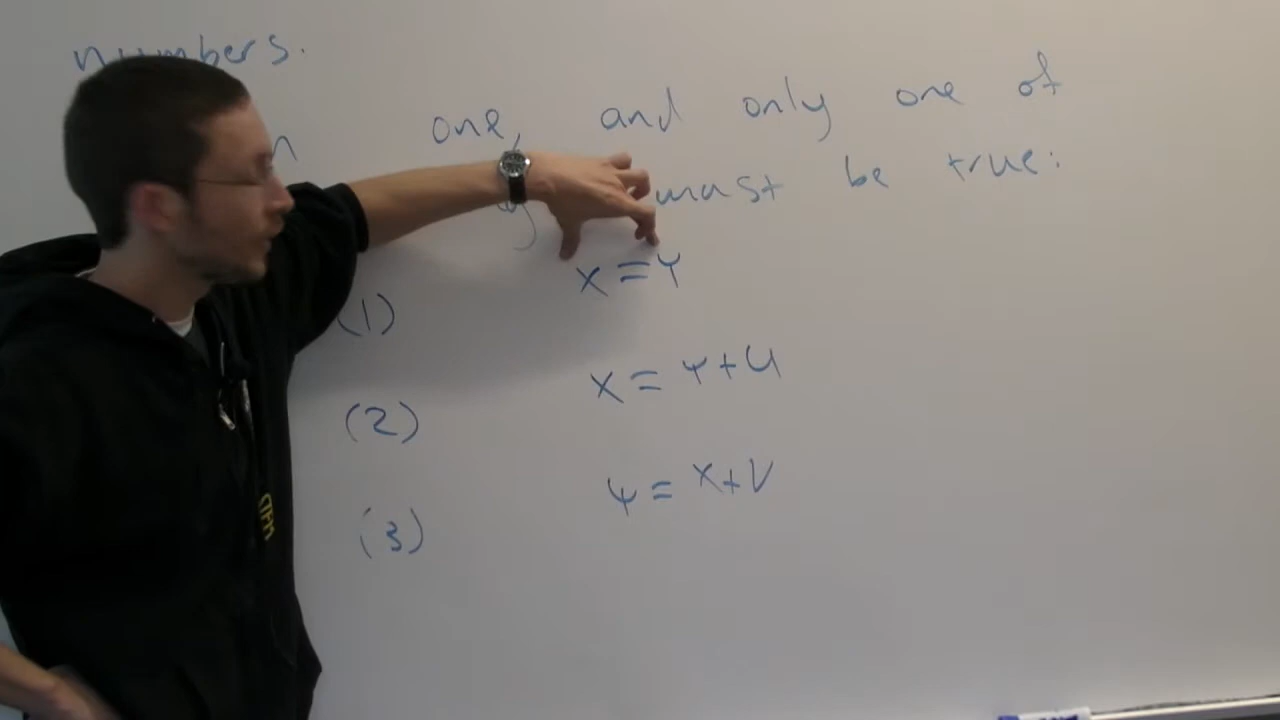 numbers.
one, and only one of
must be true:
(1) x = y
(2) x = y + u
(3) y = x + v